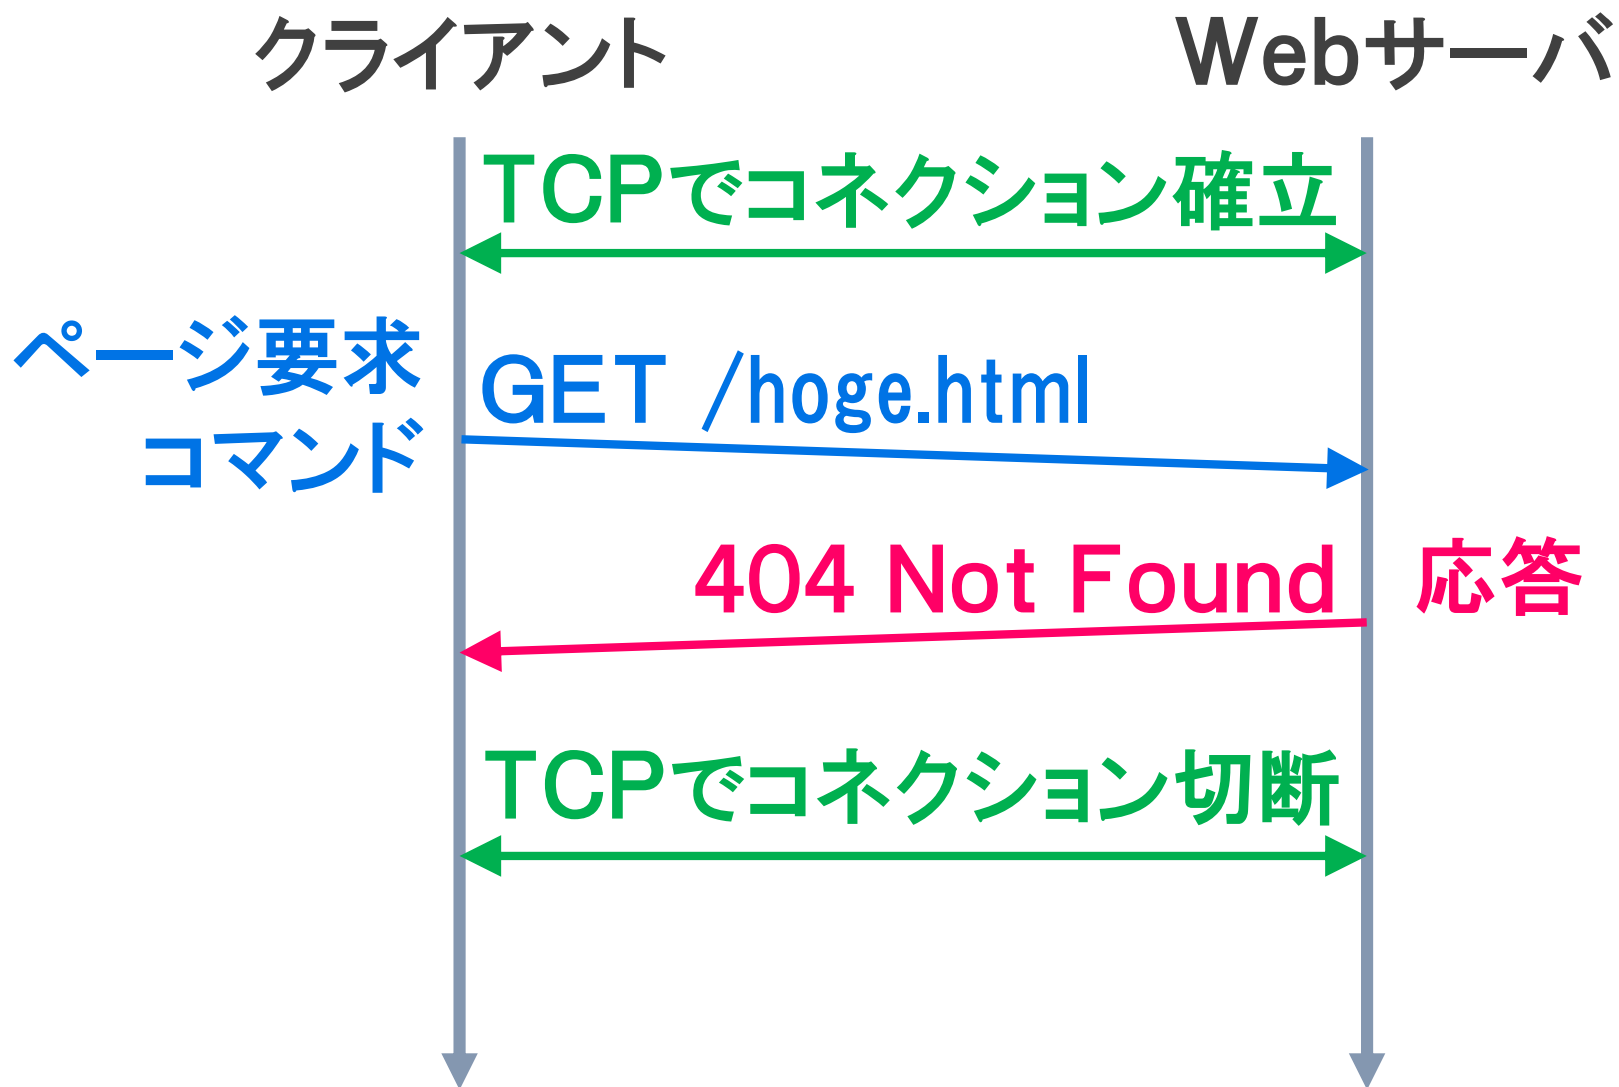 クライアント
Webサーバ
TCPでコネクション確立
ページ要求
コマンド
GET /hoge.html
404 Not Found
応答
TCPでコネクション切断